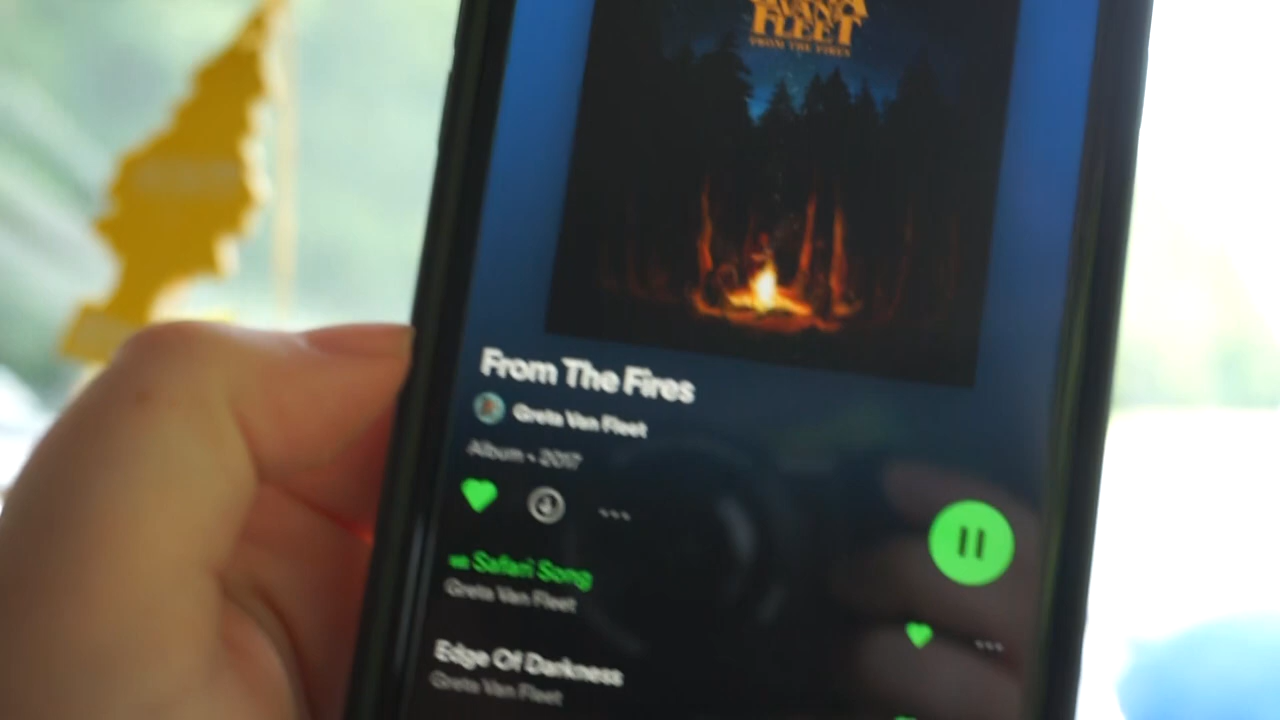 VAN
FLEET
FROM THE FIRES
From The Fires
Greta Van Fleet
Album • 2017
Safari Song
Greta Van Fleet
Edge Of Darkness
Greta Van Fleet